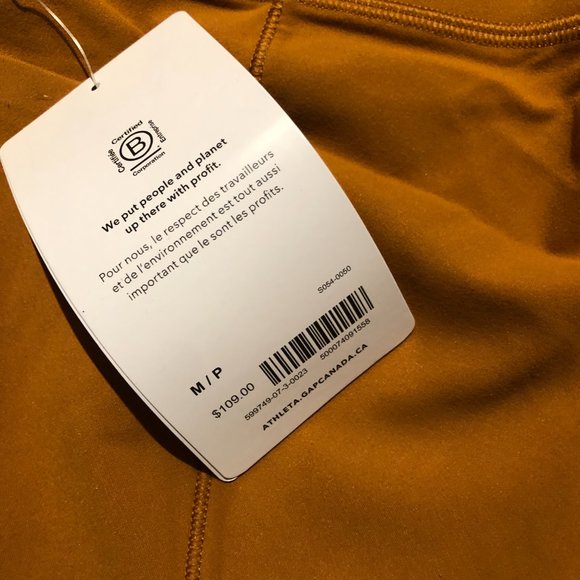 Certified
Certifiée Entreprise
B
Corporation
We put people and planet
up there with profit.
Pour nous, le respect des travailleurs
et de l'environnement est tout aussi
important que le sont les profits.
S054-0050
M / P
$109.00
599749-07-3-0023 500074091558
ATHLETA.GAPCANADA.CA